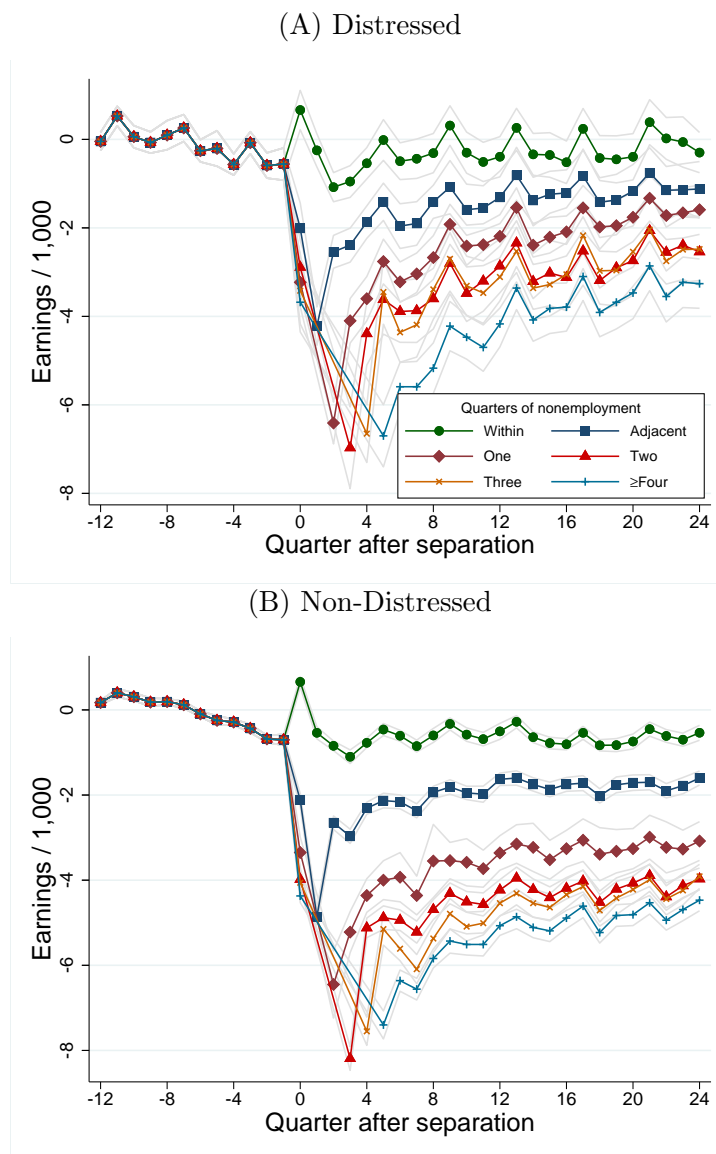 (A) Distressed
Earnings / 1,000
0
-2
-4
-6
-8
Quarters of nonemployment
Within
Adjacent
One
Two
Three
≥Four
-12 -8 -4 0 4 8 12 16 20 24
Quarter after separation
(B) Non-Distressed
Earnings / 1,000
0
-2
-4
-6
-8
-12 -8 -4 0 4 8 12 16 20 24
Quarter after separation